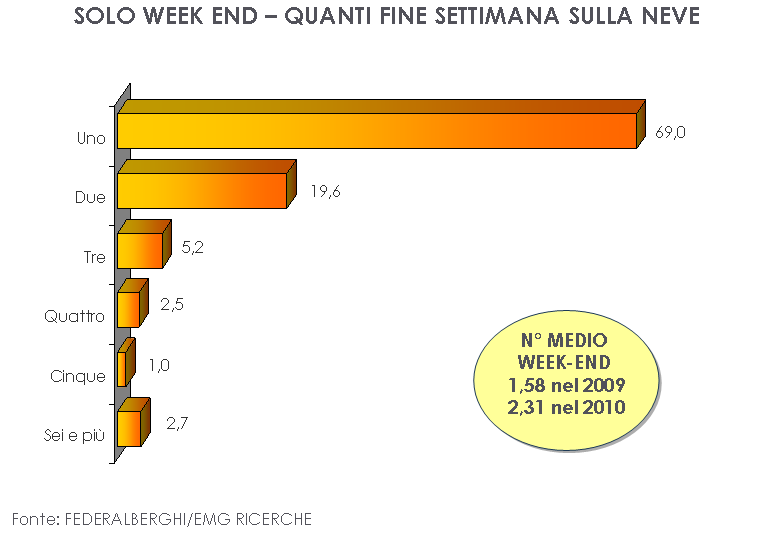 SOLO WEEK END – QUANTI FINE SETTIMANA SULLA NEVE
Uno
69,0
Due
19,6
Tre
5,2
Quattro
2,5
Cinque
1,0
Sei e più
2,7
N° MEDIO
WEEK-END
1,58 nel 2009
2,31 nel 2010
Fonte: FEDERALBERGHI/EMG RICERCHE